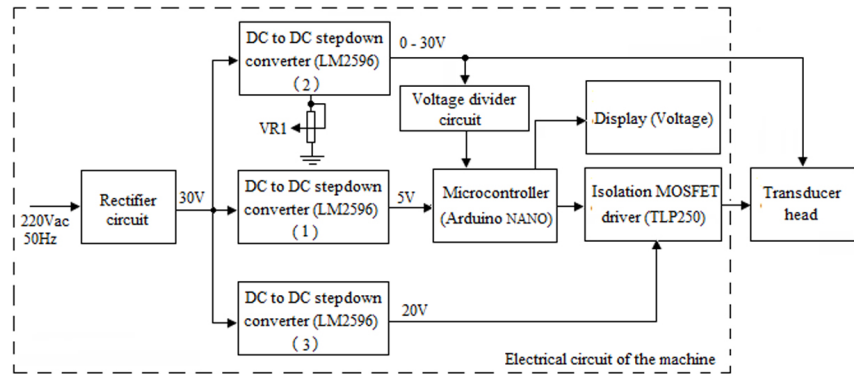 DC to DC stepdown
converter (LM2596)
( 2 )
0 - 30V
VR1
Voltage divider
circuit
Display (Voltage)
220Vac
50Hz
Rectifier
circuit
30V
DC to DC stepdown
converter (LM2596)
( 1 )
5V
Microcontroller
(Arduino NANO)
Isolation MOSFET
driver (TLP250)
Transducer
head
DC to DC stepdown
converter (LM2596)
( 3 )
20V
Electrical circuit of the machine